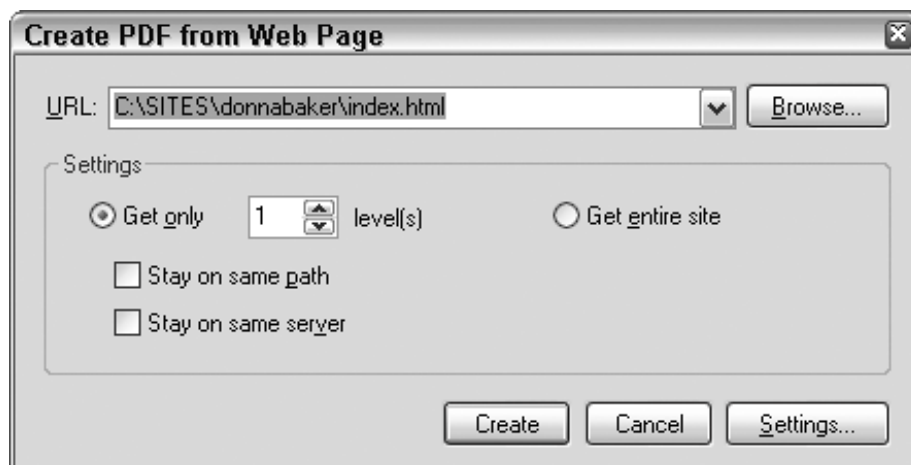 Create PDF from Web Page
URL: C:\SITES\donnabaker\index.html Browse...
Settings
Get only 1 level(s) Get entire site
Stay on same path
Stay on same server
Create Cancel Settings...